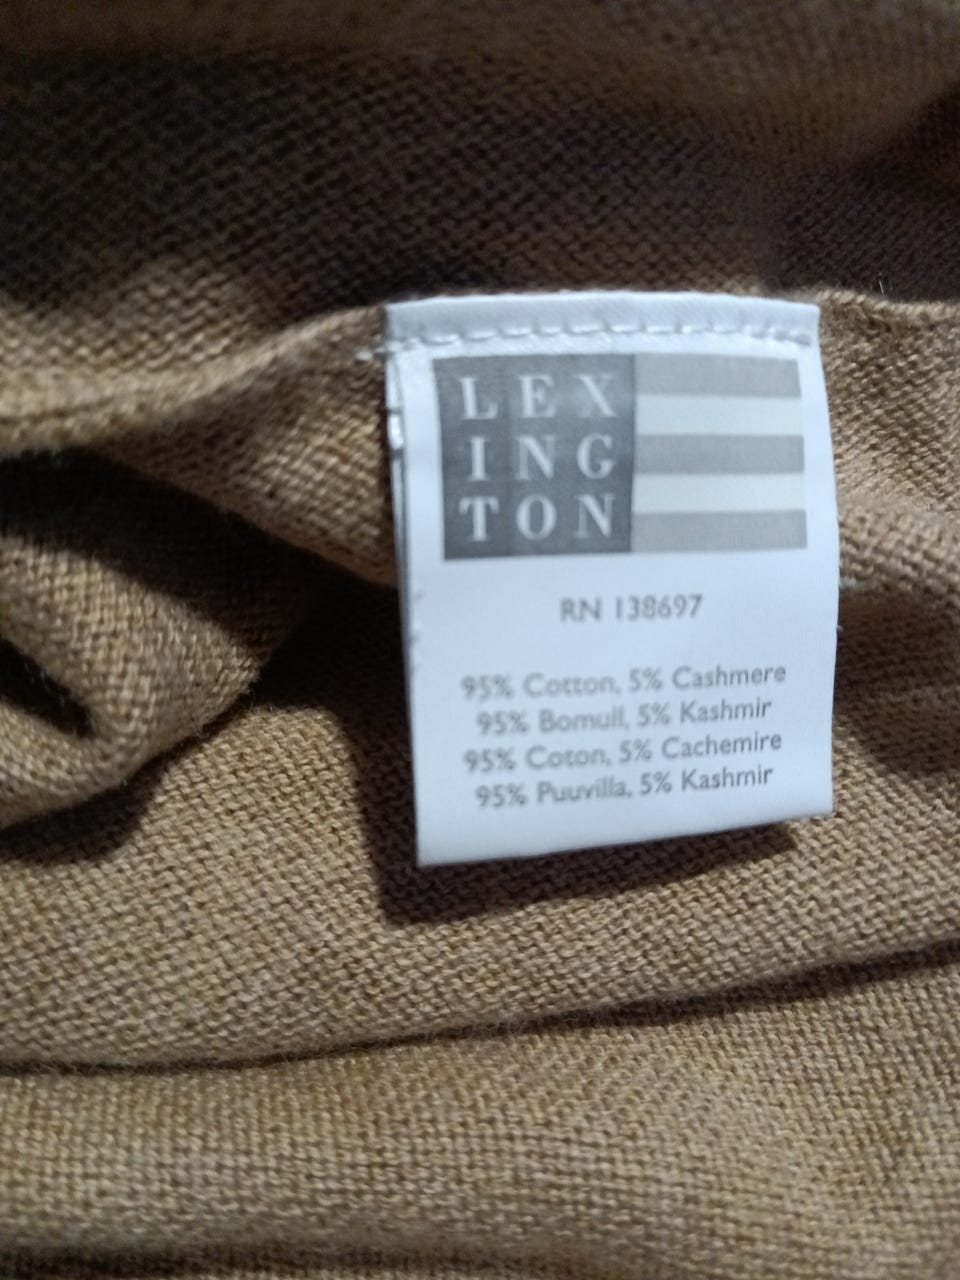 LEX
ING
TON
RN 138697
95% Cotton, 5% Cashmere
95% Bomull, 5% Kashmir
95% Coton, 5% Cachemire
95% Puuvilla, 5% Kashmir